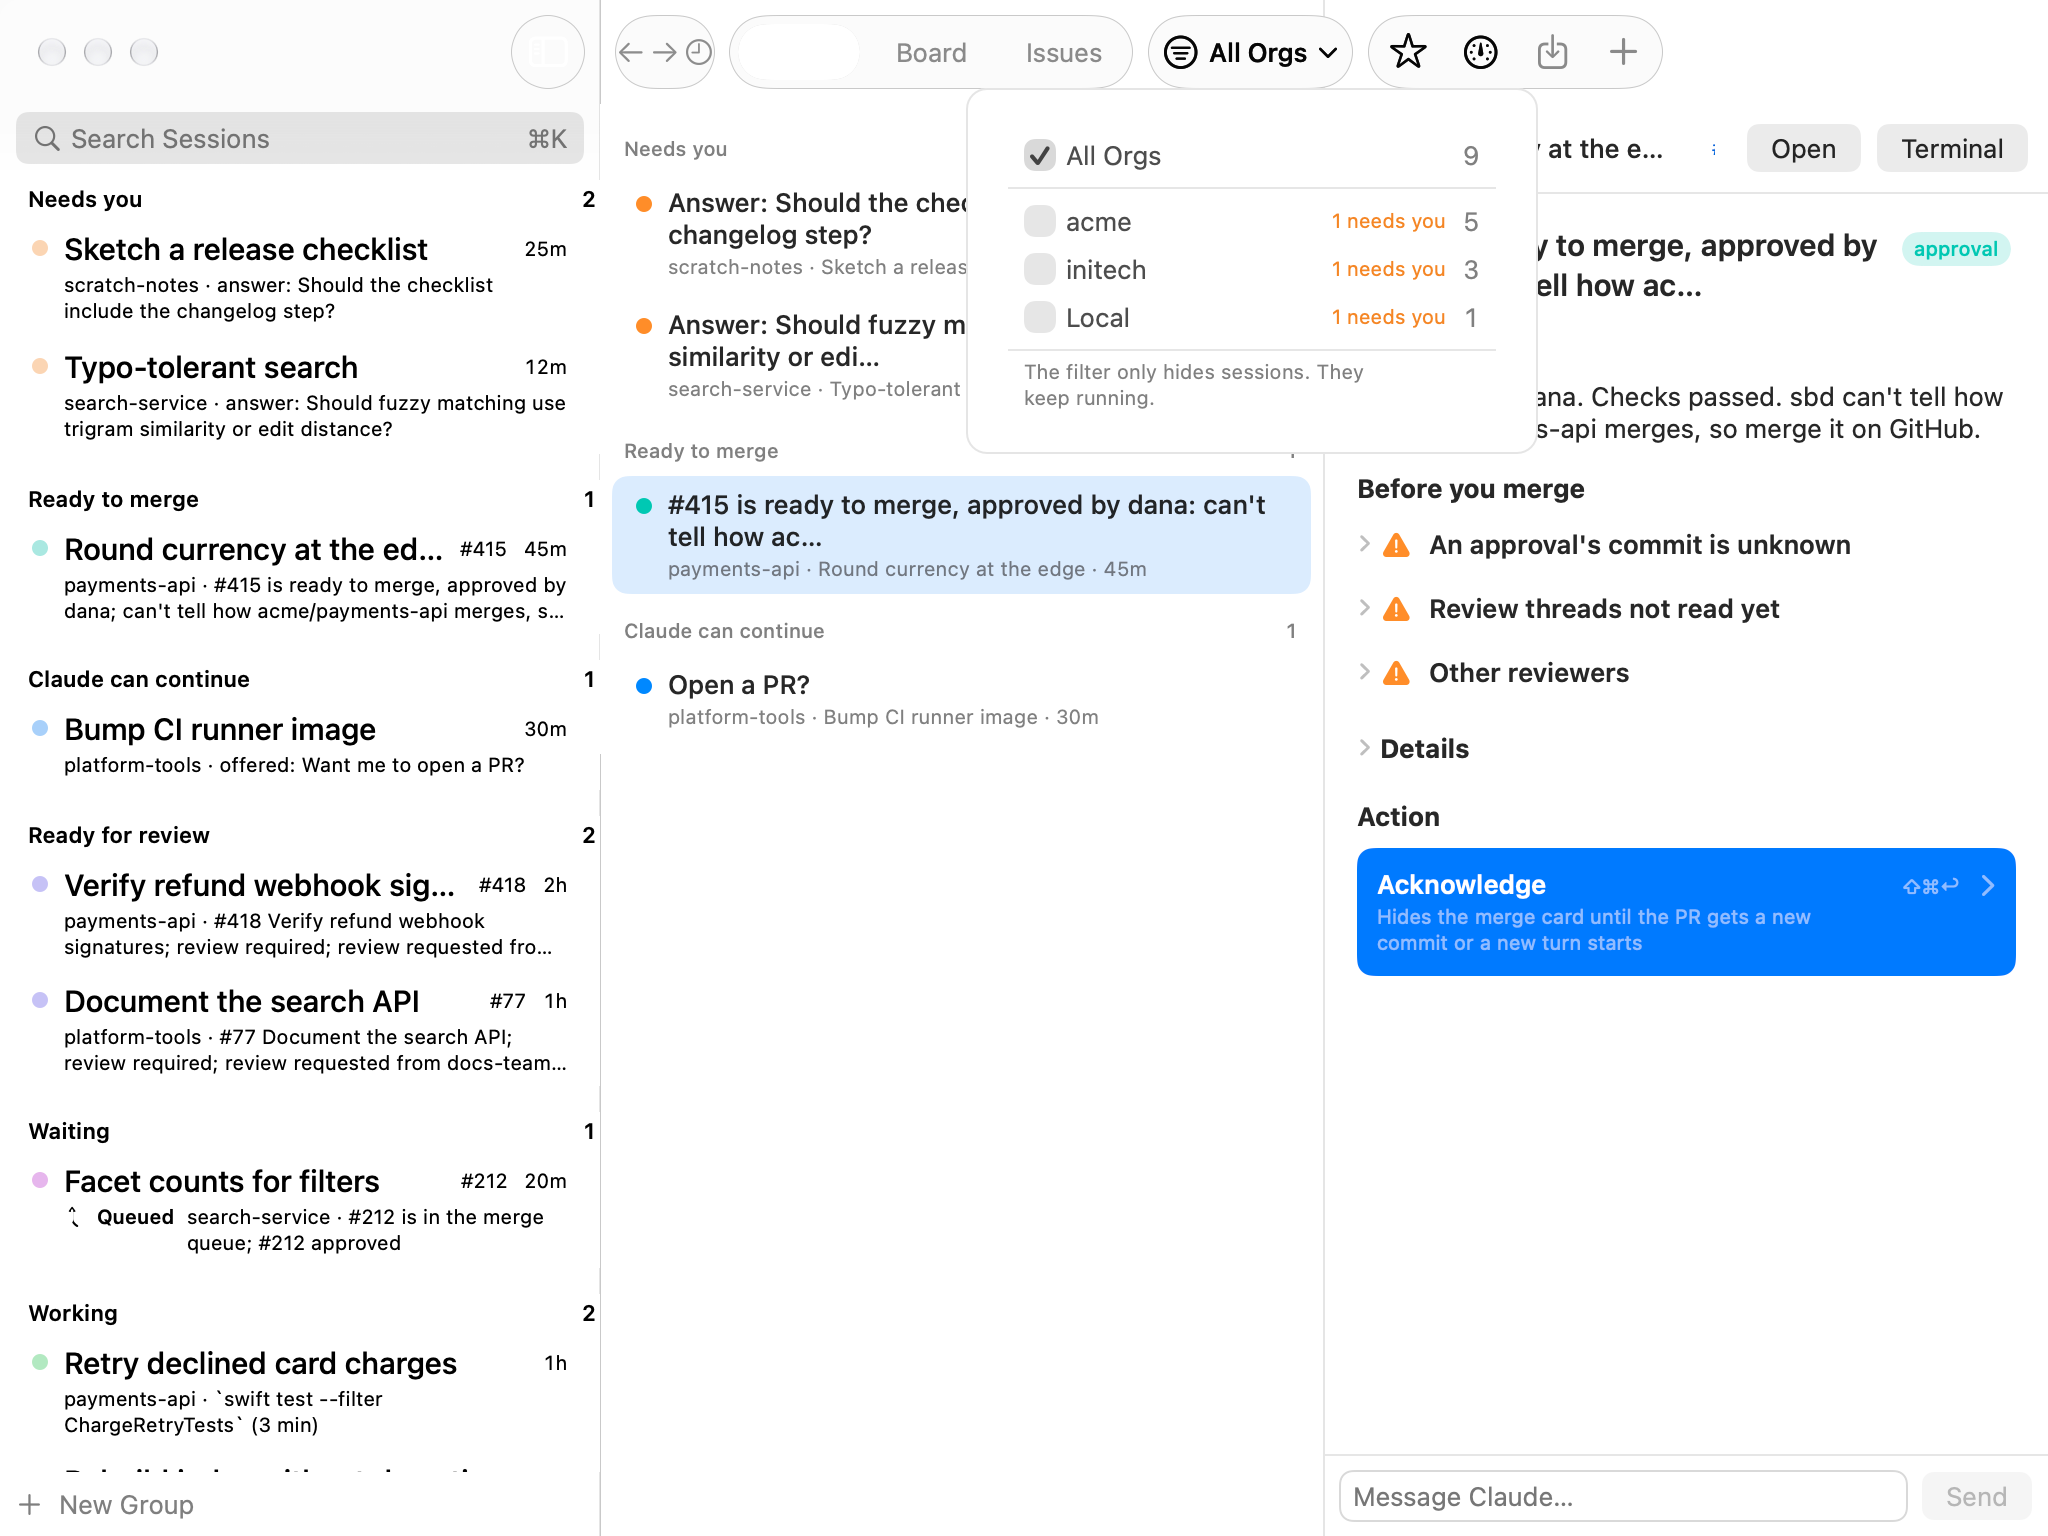 Board
Issues
All Orgs
Search Sessions
⌘K
Needs you
2
Sketch a release checklist
25m
scratch-notes · answer: Should the checklist
include the changelog step?
Typo-tolerant search
12m
search-service · answer: Should fuzzy matching use
trigram similarity or edit distance?
Ready to merge
1
Round currency at the ed...
#415
45m
payments-api · #415 is ready to merge, approved by
dana; can't tell how acme/payments-api merges, s...
Claude can continue
1
Bump CI runner image
30m
platform-tools · offered: Want me to open a PR?
Ready for review
2
Verify refund webhook sig...
#418
2h
payments-api · #418 Verify refund webhook
signatures; review required; review requested fro...
Document the search API
#77
1h
platform-tools · #77 Document the search API;
review required; review requested from docs-team...
Waiting
1
Facet counts for filters
#212
20m
Queued
search-service · #212 is in the merge
queue; #212 approved
Working
2
Retry declined card charges
1h
payments-api · `swift test --filter
ChargeRetryTests` (3 min)
New Group
Needs you
Answer: Should the
changelog step?
scratch-notes · Sketch a
Answer: Should fuzzy
similarity or edi...
search-service · Typo-tolerant
Ready to merge
#415 is ready to merge, approved by dana: can't
tell how ac...
payments-api · Round currency at the edge · 45m
Claude can continue
1
Open a PR?
platform-tools · Bump CI runner image · 30m
All Orgs
9
acme
1 needs you
5
initech
1 needs you
3
Local
1 needs you
1
The filter only hides sessions. They
keep running.
at the e...
Open
Terminal
to merge, approved by
how ac...
approval
Checks passed. sbd can't tell how
merges, so merge it on GitHub.
Before you merge
An approval's commit is unknown
Review threads not read yet
Other reviewers
Details
Action
Acknowledge
⇧⌘↩
Hides the merge card until the PR gets a new
commit or a new turn starts
Message Claude...
Send